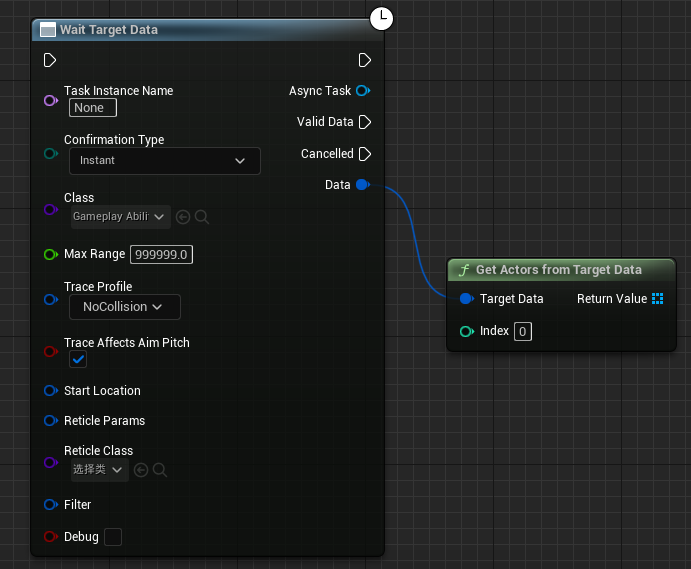 Wait Target Data
Task Instance Name
None
Async Task
Valid Data
Confirmation Type
Instant
Cancelled
Data
Class
Gameplay Abili
Max Range 999999.0
Trace Profile
NoCollision
Trace Affects Aim Pitch
Start Location
Reticle Params
Reticle Class
选择类
Filter
Debug
f Get Actors from Target Data
Target Data Return Value
Index 0